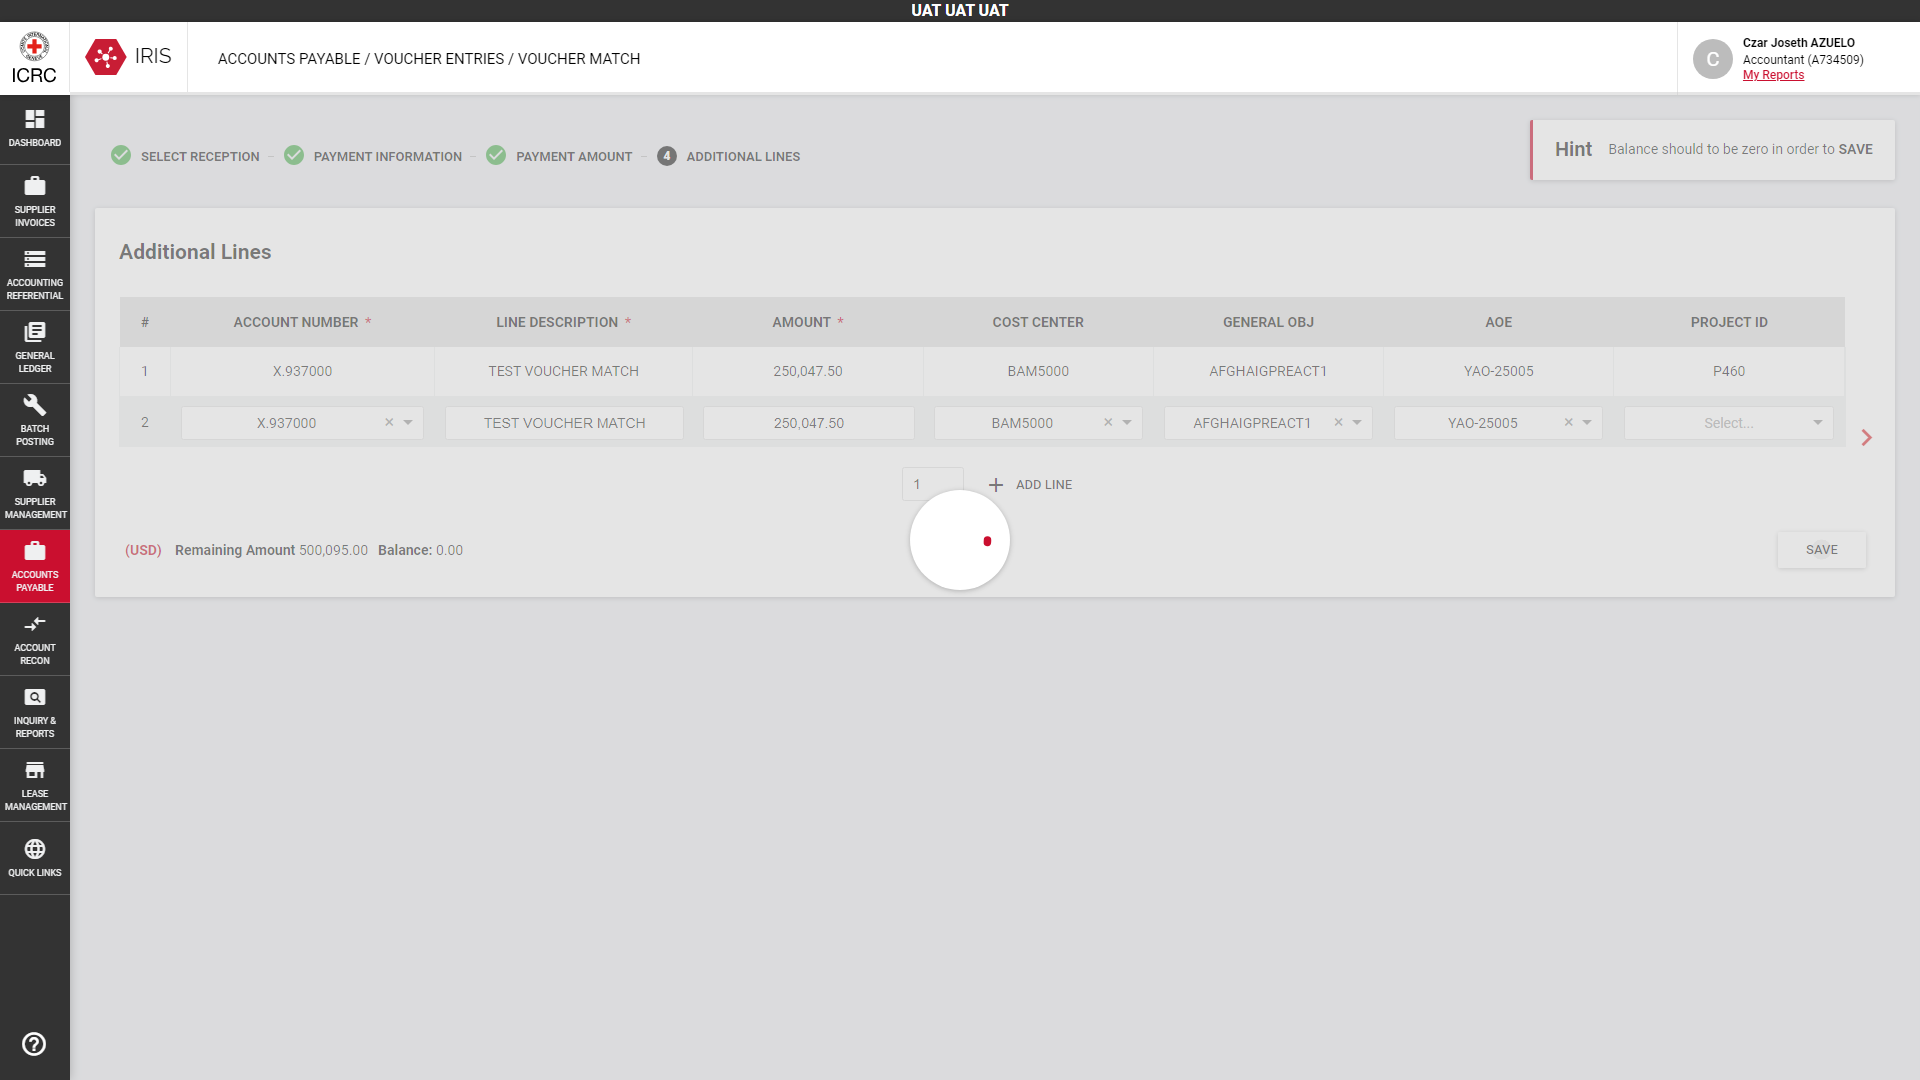 UAT UAT UAT
ICRC
IRIS
ACCOUNTS PAYABLE / VOUCHER ENTRIES / VOUCHER MATCH
C
Czar Joseth AZUELO
Accountant (A734509)
My Reports
DASHBOARD
SUPPLIER
INVOICES
ACCOUNTING
REFERENTIAL
GENERAL
LEDGER
BATCH
POSTING
SUPPLIER
MANAGEMENT
ACCOUNTS
PAYABLE
ACCOUNT
RECON
INQUIRY &
REPORTS
LEASE
MANAGEMENT
QUICK LINKS
SELECT RECEPTION – PAYMENT INFORMATION – PAYMENT AMOUNT – 4 ADDITIONAL LINES
Hint Balance should to be zero in order to SAVE
Additional Lines
# ACCOUNT NUMBER * LINE DESCRIPTION * AMOUNT * COST CENTER GENERAL OBJ AOE PROJECT ID
1 X.937000 TEST VOUCHER MATCH 250,047.50 BAM5000 AFGHAIGPREACT1 YAO-25005 P460
2 X.937000 × TEST VOUCHER MATCH 250,047.50 BAM5000 × AFGHAIGPREACT1 × YAO-25005 × Select...
1 + ADD LINE
(USD) Remaining Amount 500,095.00 Balance: 0.00
SAVE